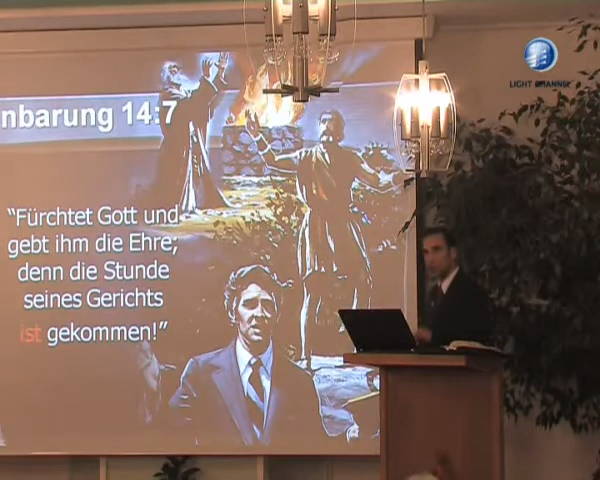 LIGHT CHANNEL
nbarung 14:7
“Fürchtet Gott und
gebt ihm die Ehre;
denn die Stunde
seines Gerichts
ist gekommen!”